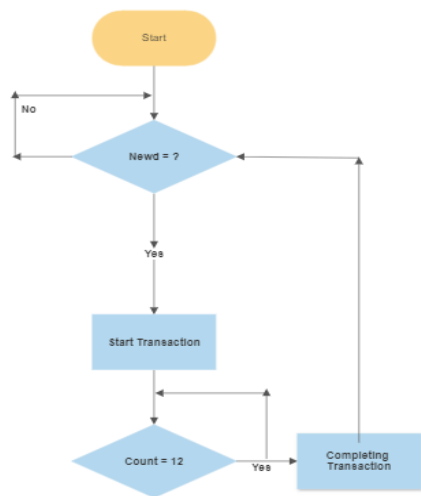 Start
No
Newd = ?
Yes
Start Transaction
Count = 12
Yes
Completing
Transaction